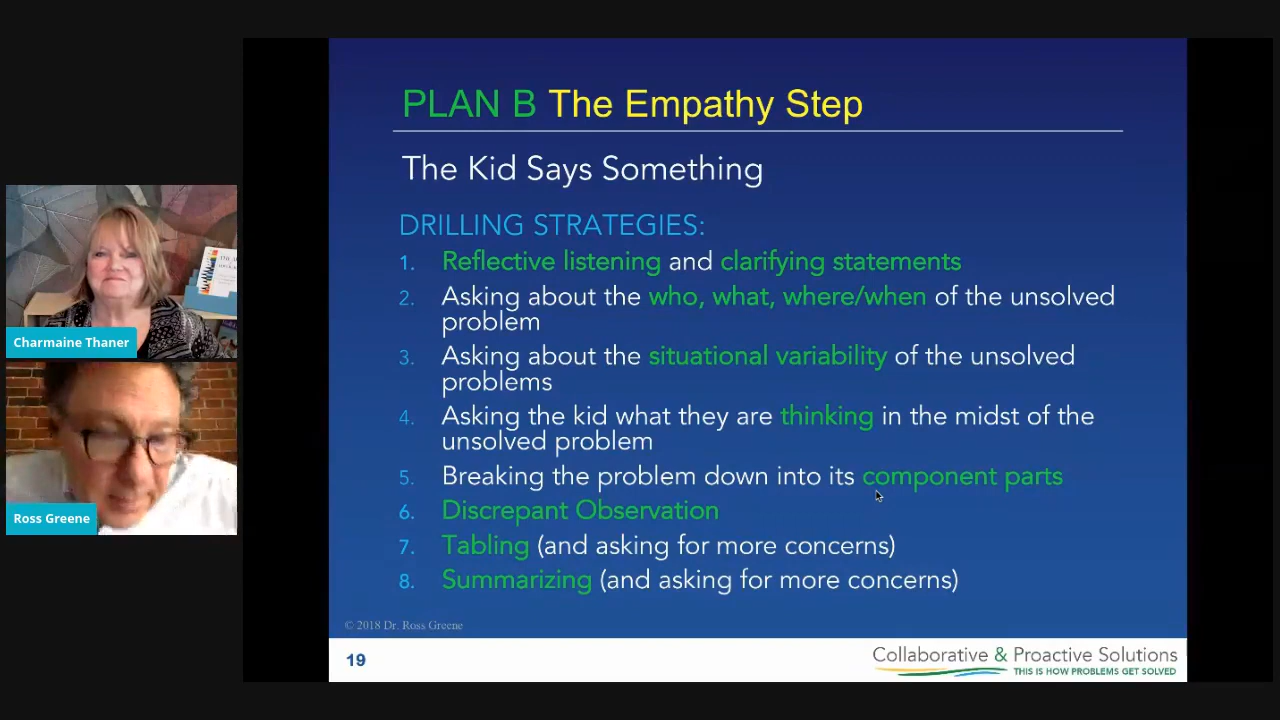 PLAN B The Empathy Step
The Kid Says Something
DRILLING STRATEGIES:
1. Reflective listening and clarifying statements
2. Asking about the who, what, where/when of the unsolved
problem
3. Asking about the situational variability of the unsolved
problems
4. Asking the kid what they are thinking in the midst of the
unsolved problem
5. Breaking the problem down into its component parts
6. Discrepant Observation
7. Tabling (and asking for more concerns)
8. Summarizing (and asking for more concerns)
© 2018 Dr. Ross Greene
19
Collaborative & Proactive Solutions
THIS IS HOW PROBLEMS GET SOLVED
Charmaine Thaner
Ross Greene